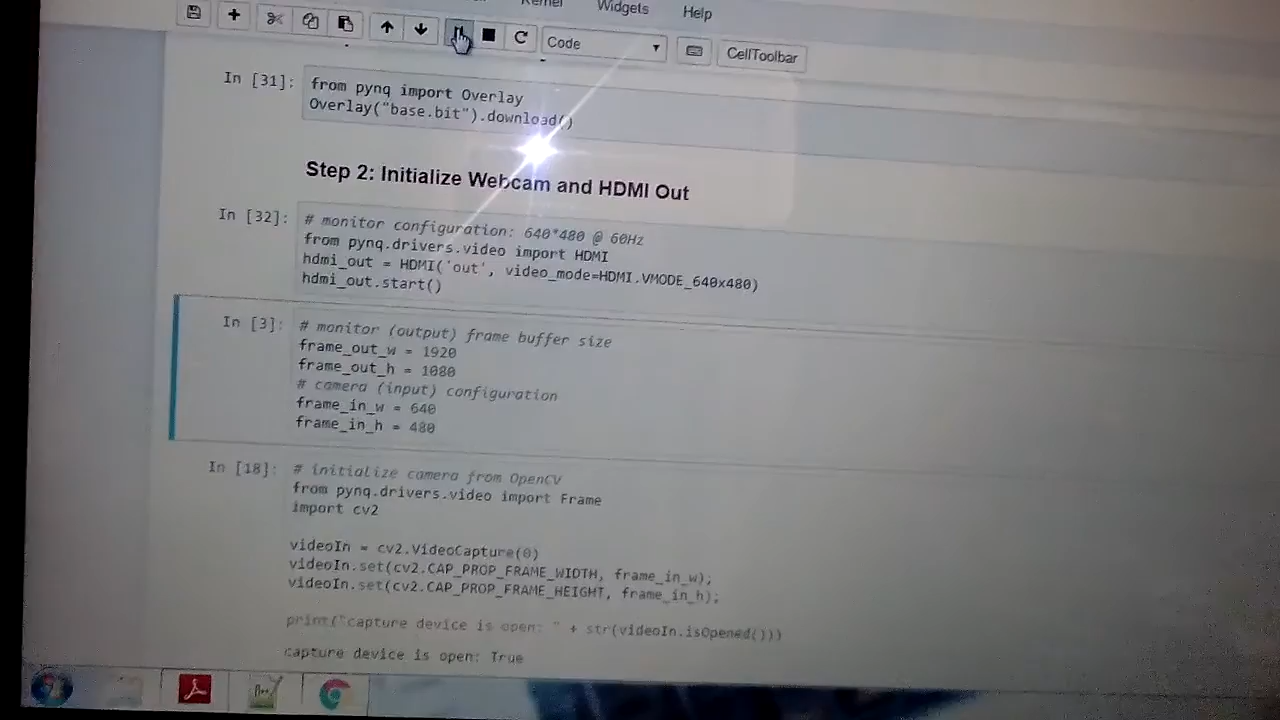 Kernel Widgets Help
Code CellToolbar
In [31]: from pynq import Overlay
Overlay("base.bit").download()
Step 2: Initialize Webcam and HDMI Out
In [32]: # monitor configuration: 640*480 @ 60Hz
from pynq.drivers.video import HDMI
hdmi_out = HDMI('out', video_mode=HDMI.VMODE_640x480)
hdmi_out.start()
In [3]: # monitor (output) frame buffer size
frame_out_w = 1920
frame_out_h = 1080
# camera (input) configuration
frame_in_w = 640
frame_in_h = 480
In [18]: # initialize camera from OpenCV
from pynq.drivers.video import Frame
import cv2
videoIn = cv2.VideoCapture(0)
videoIn.set(cv2.CAP_PROP_FRAME_WIDTH, frame_in_w);
videoIn.set(cv2.CAP_PROP_FRAME_HEIGHT, frame_in_h);
print("capture device is open: " + str(videoIn.isOpened()))
capture device is open: True